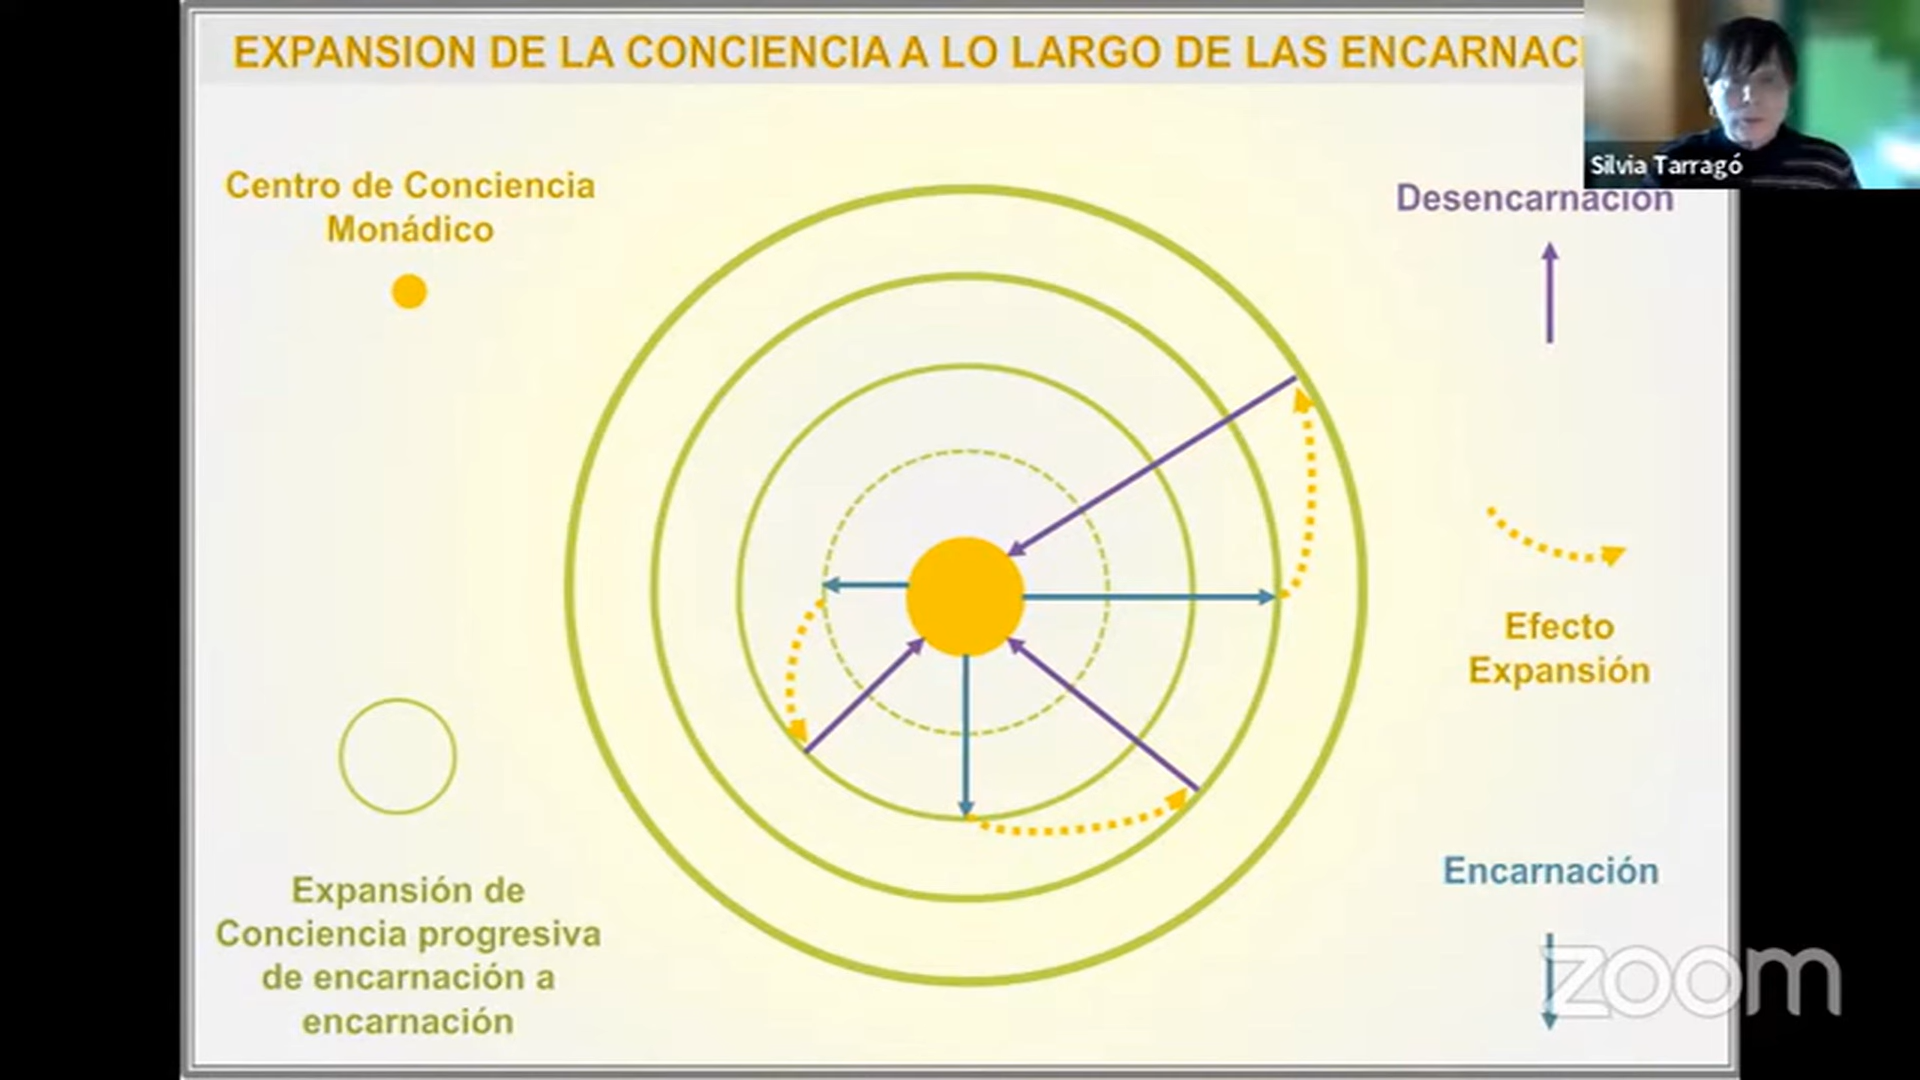 EXPANSION DE LA CONCIENCIA A LO LARGO DE LAS ENCARNAC
Silvia Tarragó
Centro de Conciencia
Monádico
Desencarnación
Efecto
Expansión
Expansión de
Conciencia progresiva
de encarnación a
encarnación
Encarnación
zoom